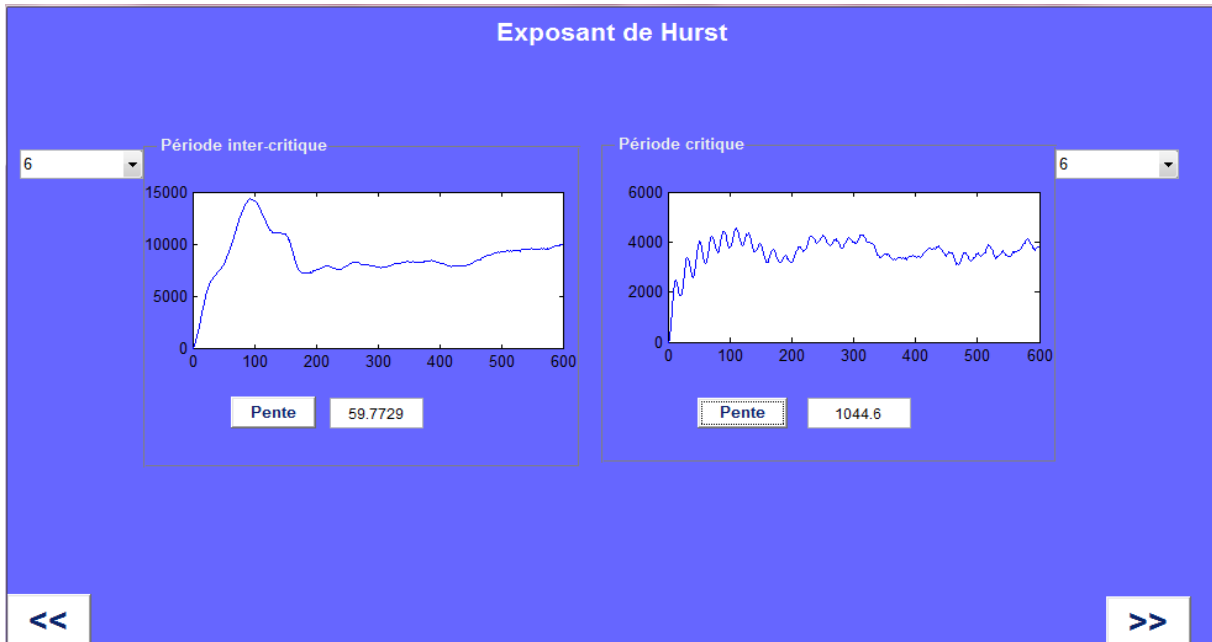 Exposant de Hurst
6
Période inter-critique
15000
10000
5000
0
0 100 200 300 400 500 600
Pente 59.7729
Période critique
6
6000
4000
2000
0
0 100 200 300 400 500 600
Pente 1044.6
<< >>